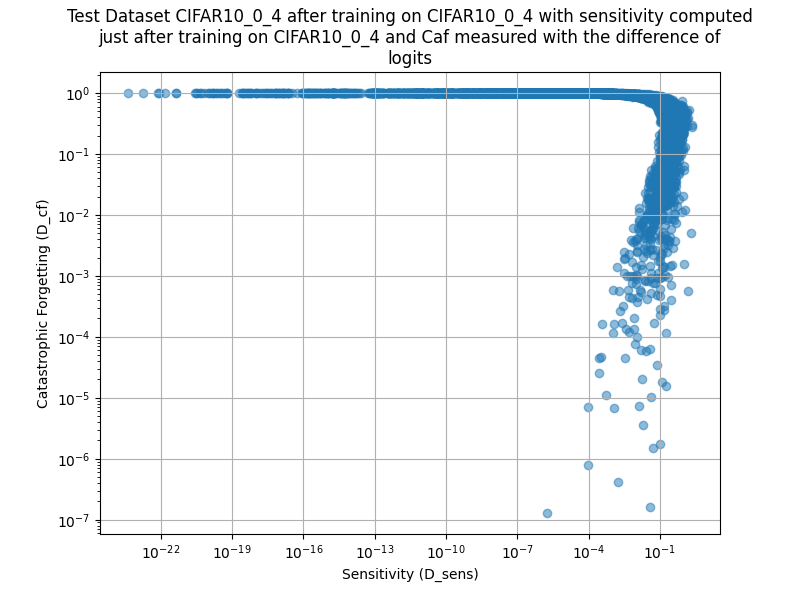 Test Dataset CIFAR10_0_4 after training on CIFAR10_0_4 with sensitivity computed
just after training on CIFAR10_0_4 and Caf measured with the difference of
logits
10⁰
10⁻¹
10⁻²
10⁻³
10⁻⁴
10⁻⁵
10⁻⁶
10⁻⁷
Catastrophic Forgetting (D_cf)
10⁻²² 10⁻¹⁹ 10⁻¹⁶ 10⁻¹³ 10⁻¹⁰ 10⁻⁷ 10⁻⁴ 10⁻¹
Sensitivity (D_sens)